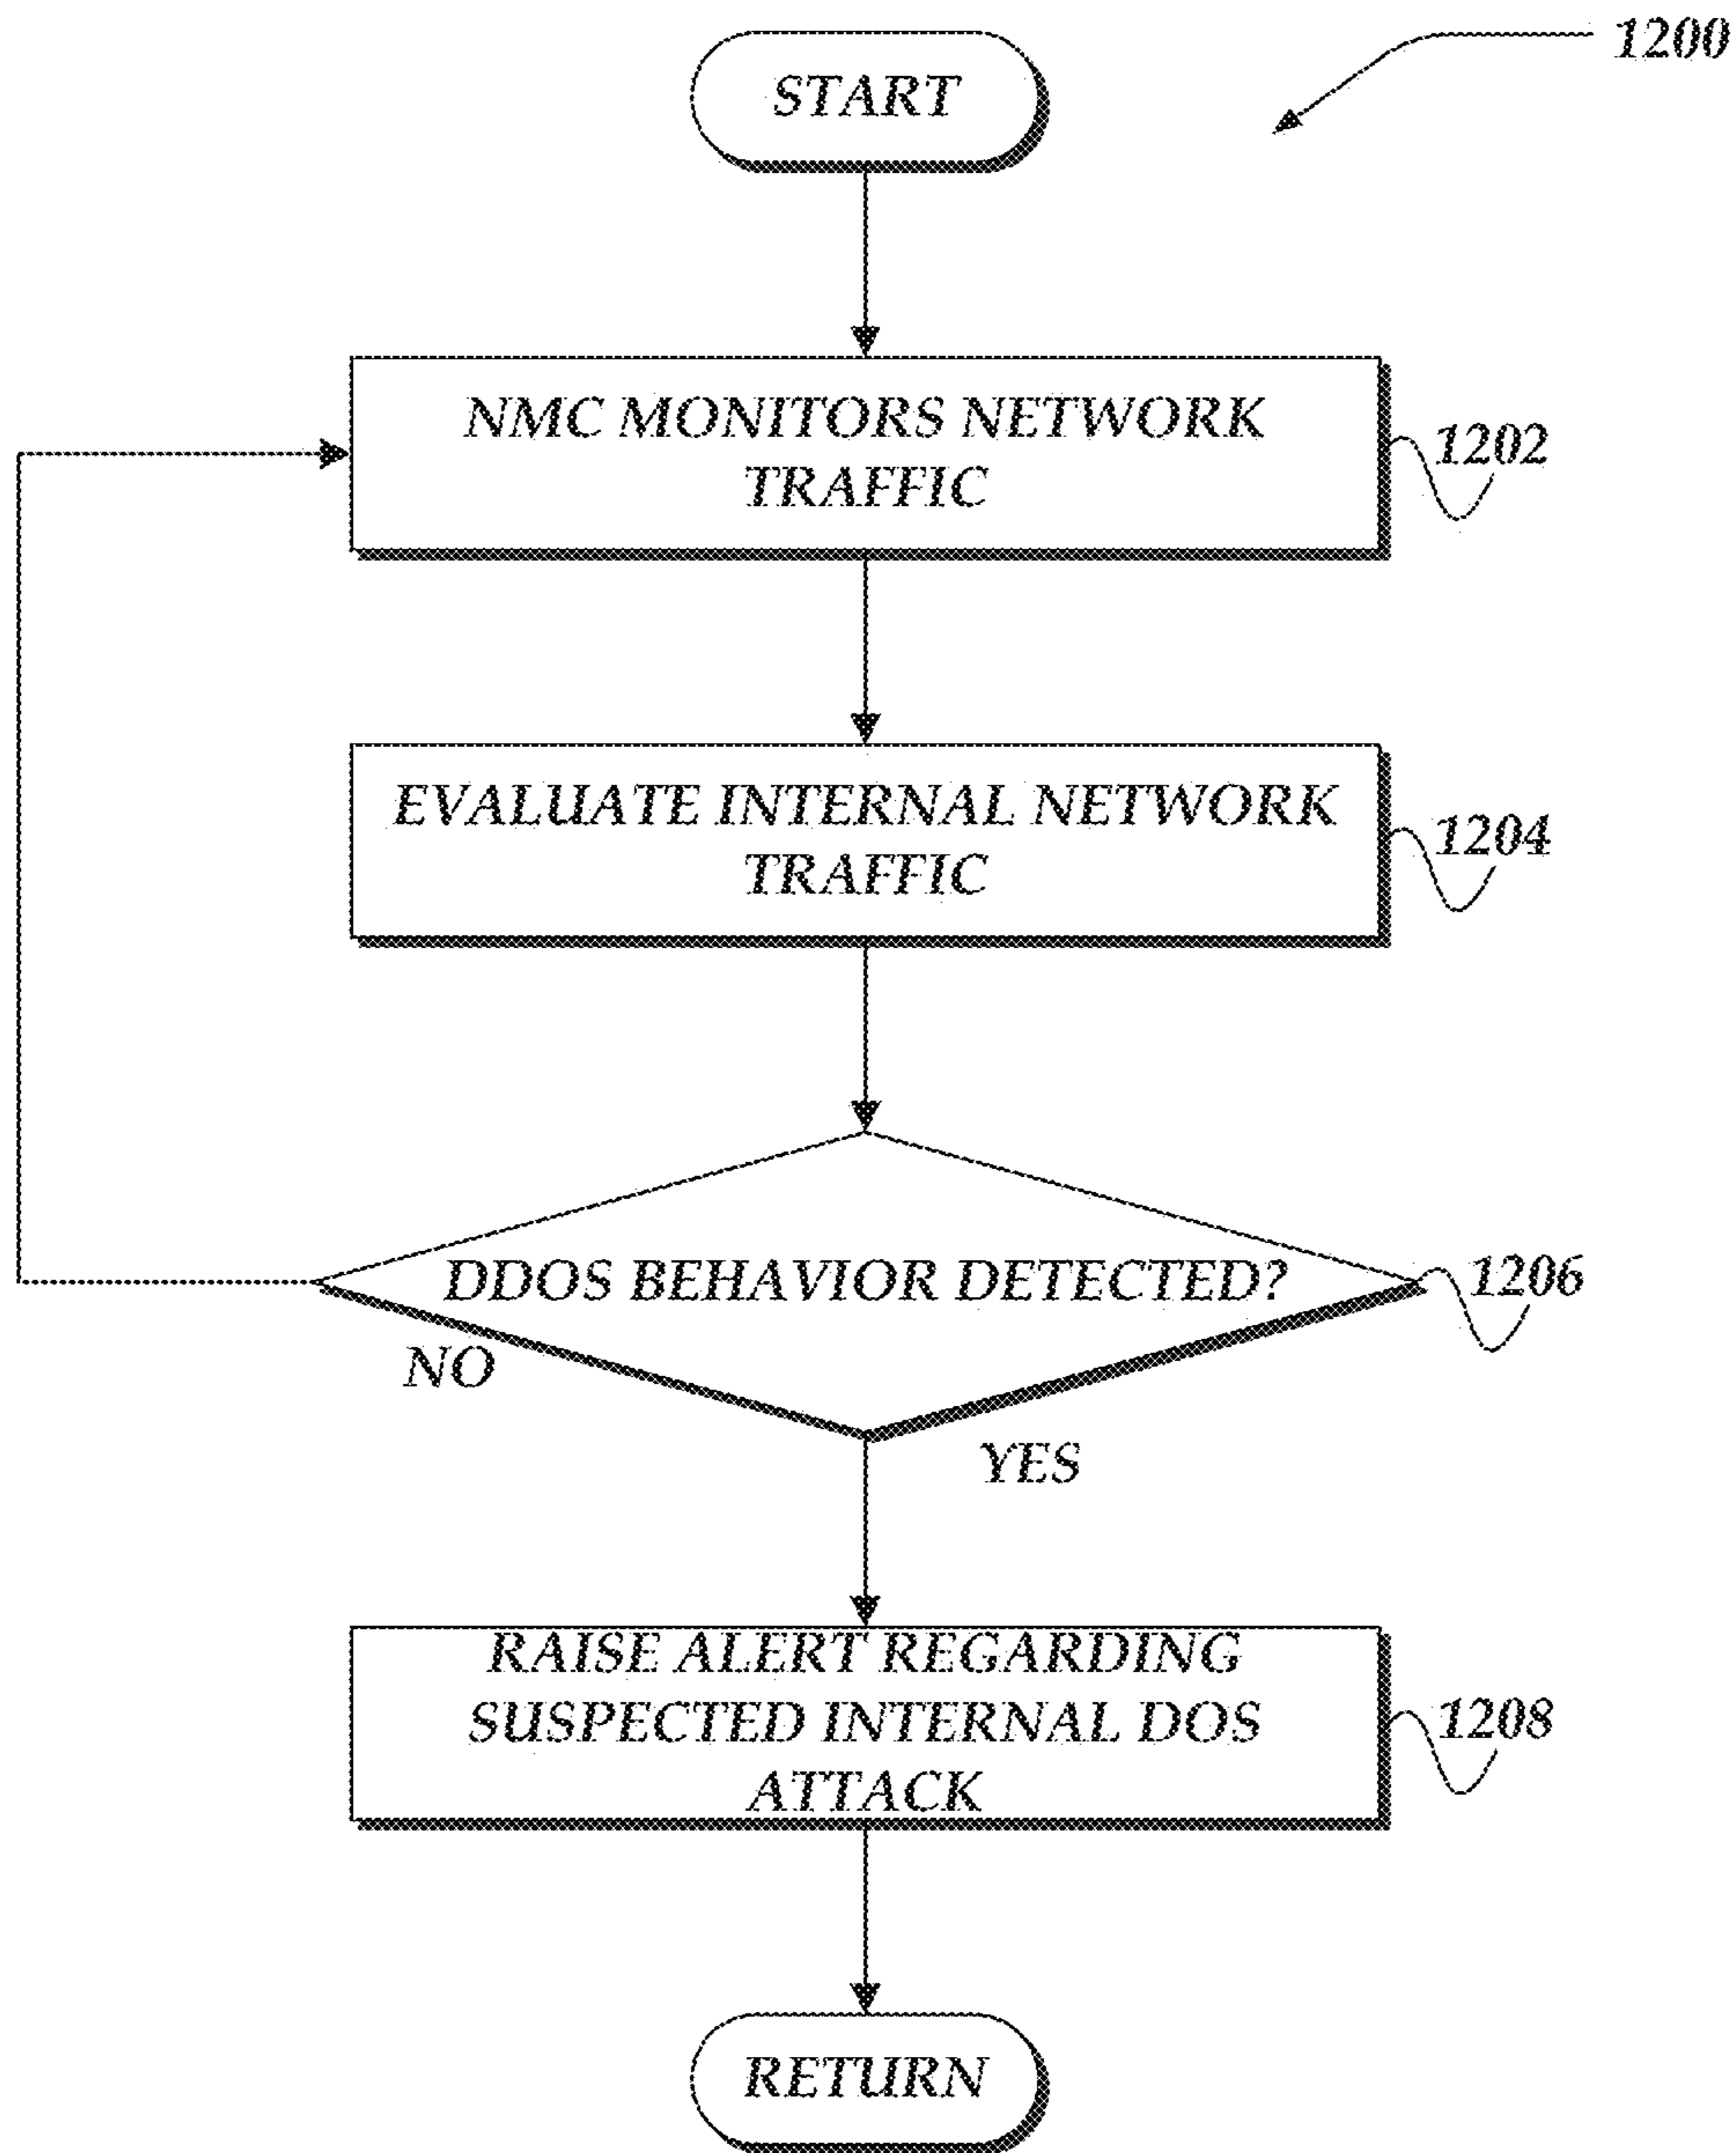 1200
START
NMC MONITORS NETWORK
TRAFFIC
1202
EVALUATE INTERNAL NETWORK
TRAFFIC
1204
DDOS BEHAVIOR DETECTED?
1206
NO
YES
RAISE ALERT REGARDING
SUSPECTED INTERNAL DOS
ATTACK
1208
RETURN